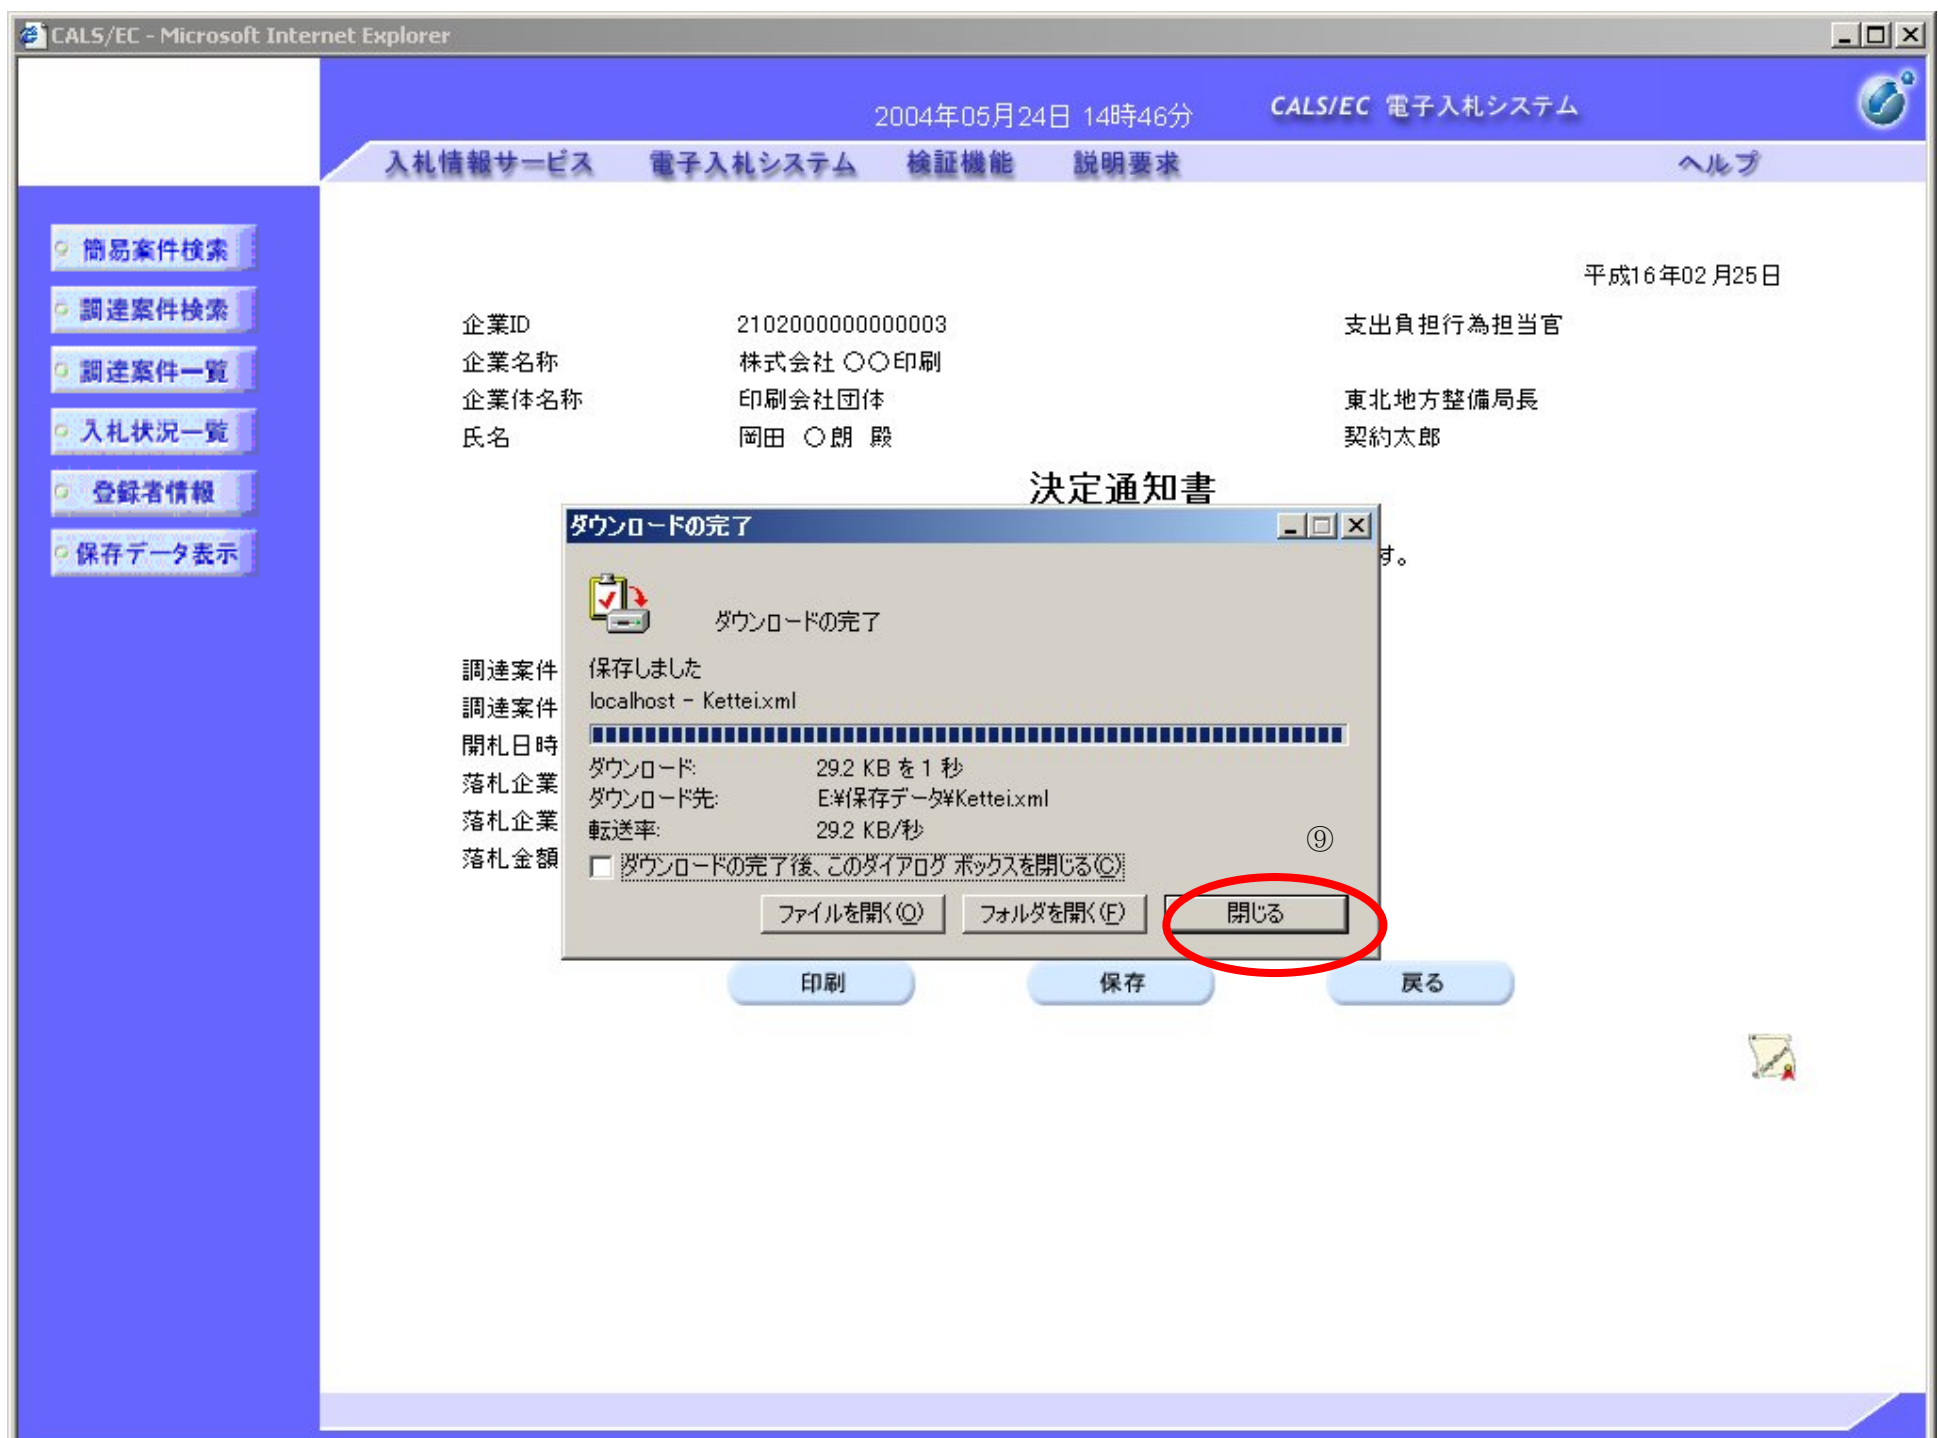 CALS/EC - Microsoft Internet Explorer
2004年05月24日 14時46分
CALS/EC 電子入札システム
入札情報サービス 電子入札システム 検証機能 説明要求 ヘルプ
簡易案件検索
調達案件検索
調達案件一覧
入札状況一覧
登録者情報
保存データ表示
平成16年02月25日
企業ID 2102000000000003 支出負担行為担当官
企業名称 株式会社 〇〇印刷
企業体名称 印刷会社団体 東北地方整備局長
氏名 岡田 〇朗 殿 契約太郎
決定通知書
す。
調達案件
調達案件
開札日時
落札企業
落札企業
落札金額
ダウンロードの完了
ダウンロードの完了
保存しました
localhost - Kettei.xml
ダウンロード: 29.2 KB を 1 秒
ダウンロード先: E:¥保存データ¥Kettei.xml
転送率: 29.2 KB/秒
⑨
ダウンロードの完了後、このダイアログ ボックスを閉じる(C)
ファイルを開く(O) フォルダを開く(F) 閉じる
印刷 保存 戻る